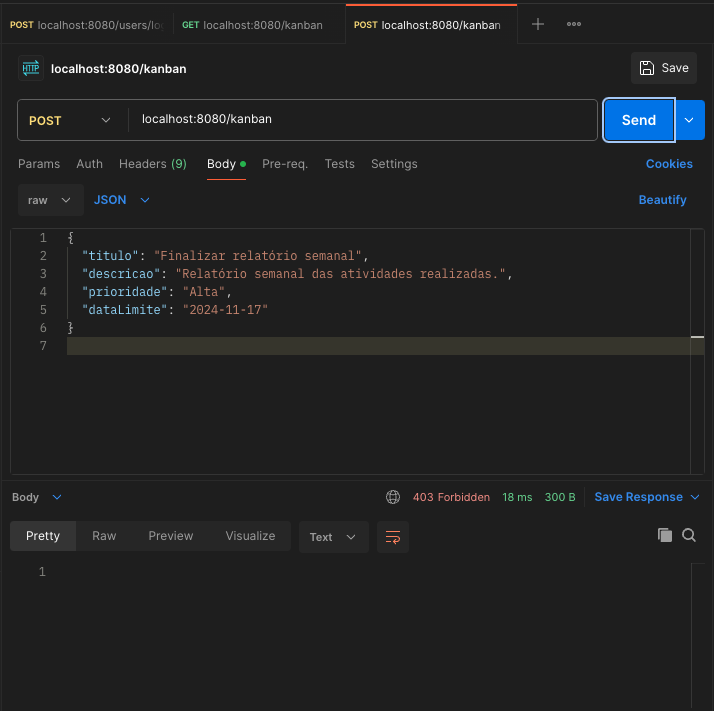 POST localhost:8080/users/lo
GET localhost:8080/kanban
POST localhost:8080/kanban
HTTP localhost:8080/kanban
Save
POST
localhost:8080/kanban
Send
Params Auth Headers (9) Body Pre-req. Tests Settings
Cookies
raw JSON
Beautify
1 {
2 "titulo": "Finalizar relatório semanal",
3 "descricao": "Relatório semanal das atividades realizadas.",
4 "prioridade": "Alta",
5 "dataLimite": "2024-11-17"
6 }
7
Body
403 Forbidden 18 ms 300 B Save Response
Pretty Raw Preview Visualize Text
1